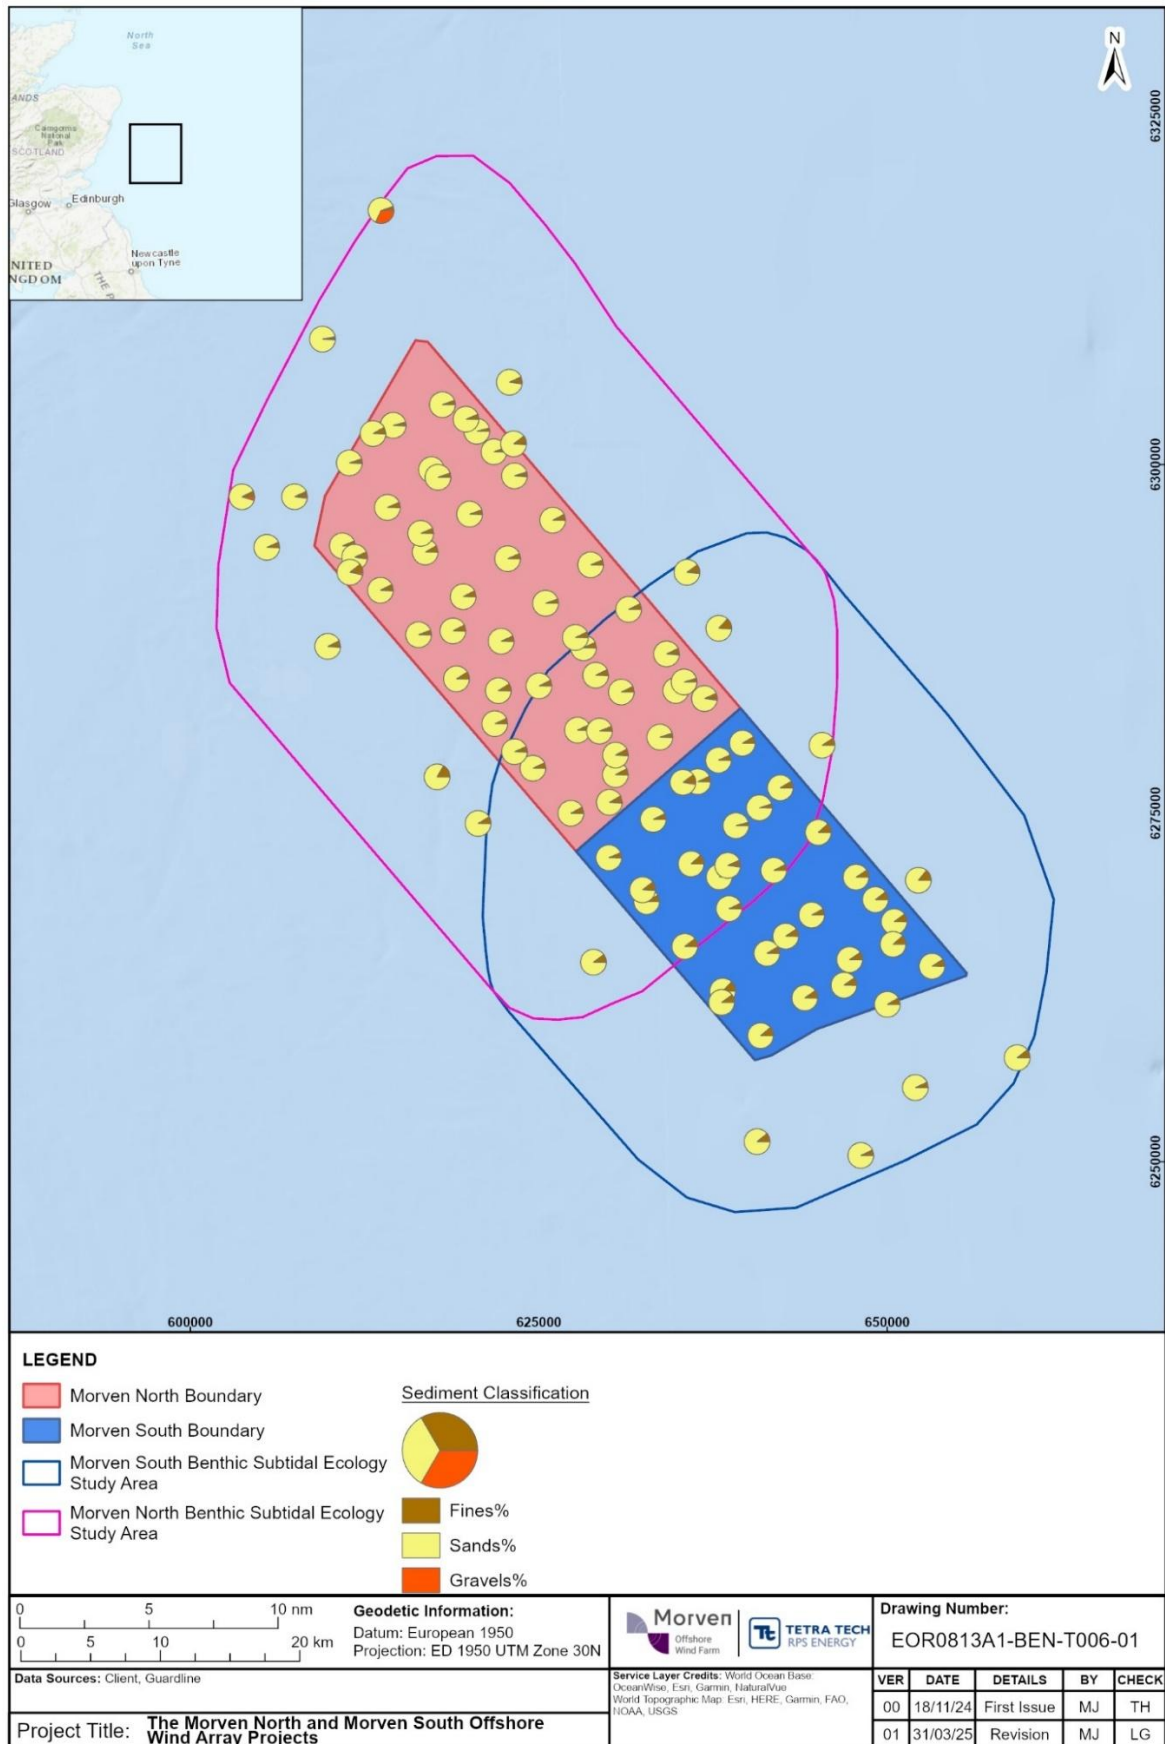 North
Sea
ANDS
Cairngorms
National
Park
SCOTLAND
Glasgow
Edinburgh
Newcastle
upon Tyne
NITED
NGDOM
THE P
N
6325000
6300000
6275000
6250000
600000
625000
650000
LEGEND
Morven North Boundary
Morven South Boundary
Morven South Benthic Subtidal Ecology
Study Area
Morven North Benthic Subtidal Ecology
Study Area
Sediment Classification
Fines%
Sands%
Gravels%
0 5 10 nm
0 5 10 20 km
Geodetic Information:
Datum: European 1950
Projection: ED 1950 UTM Zone 30N
Data Sources: Client, Guardline
Project Title: The Morven North and Morven South Offshore
Wind Array Projects
Morven
Offshore
Wind Farm
Tt TETRA TECH
RPS ENERGY
Service Layer Credits: World Ocean Base:
OceanWise, Esri, Garmin, NaturalVue
World Topographic Map: Esri, HERE, Garmin, FAO,
NOAA, USGS
Drawing Number:
EOR0813A1-BEN-T006-01
VER DATE DETAILS BY CHECK
00 18/11/24 First Issue MJ TH
01 31/03/25 Revision MJ LG